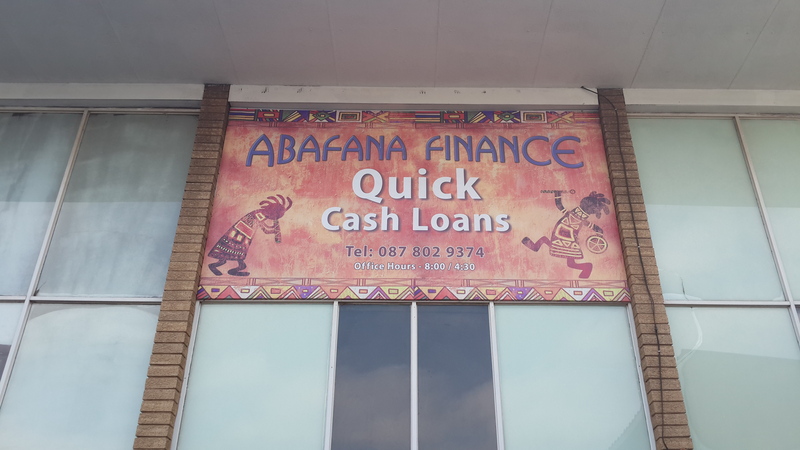 ABAFANA FINANCE
Quick
Cash Loans
Tel: 087 802 9374
Office Hours - 8:00 / 4:30